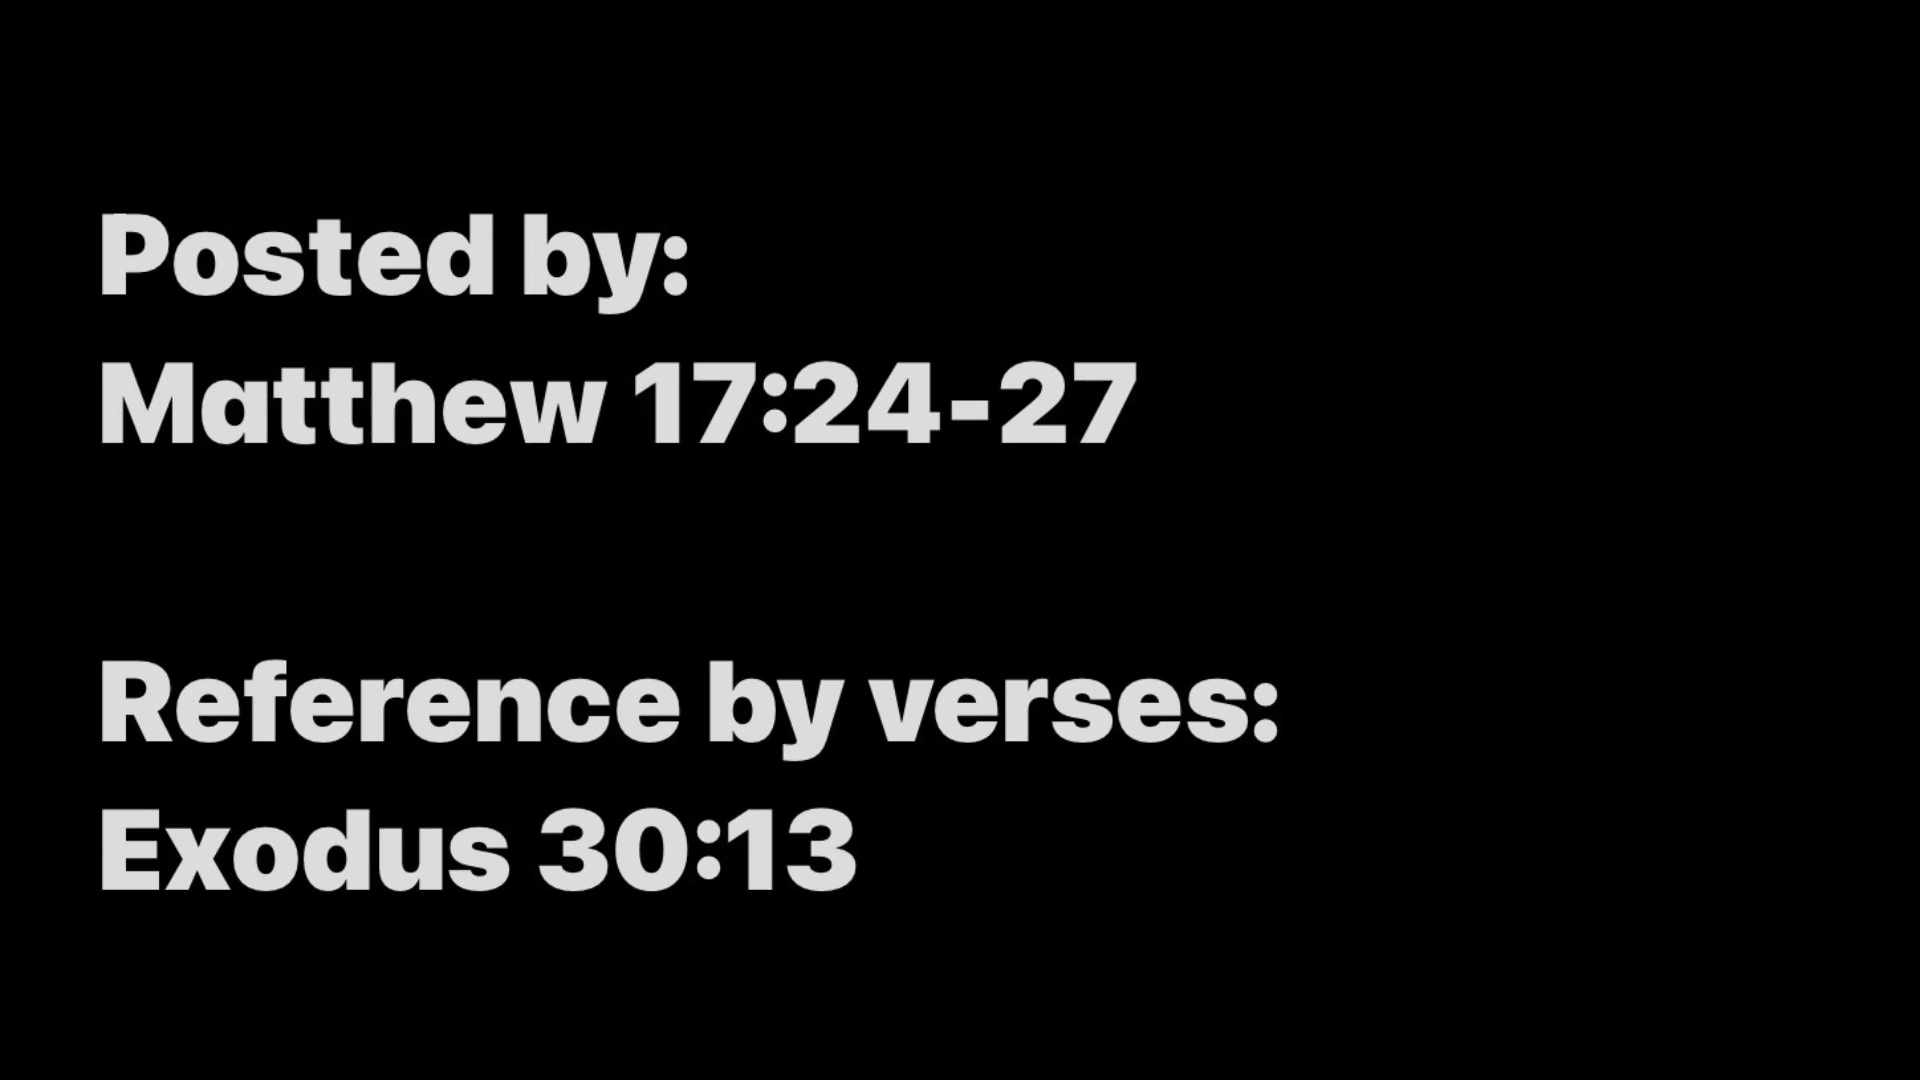 Posted by:
Matthew 17:24-27
Reference by verses:
Exodus 30:13